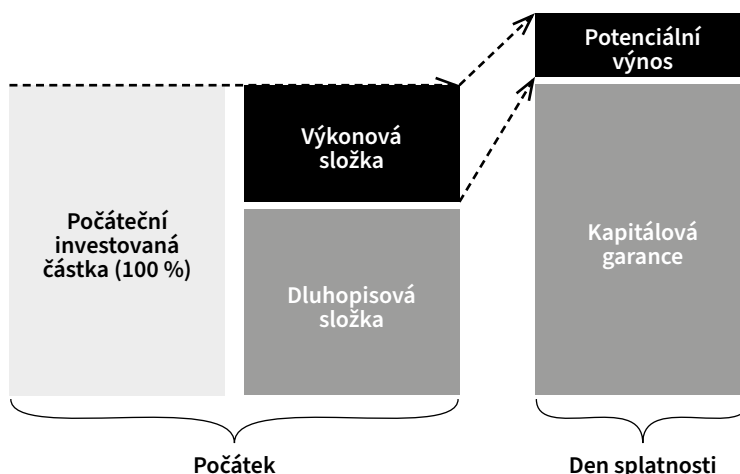 Potenciální
výnos
Výkonová
složka
Počáteční
investovaná
částka (100 %)
Kapitálová
garance
Dluhopisová
složka
Počátek
Den splatnosti